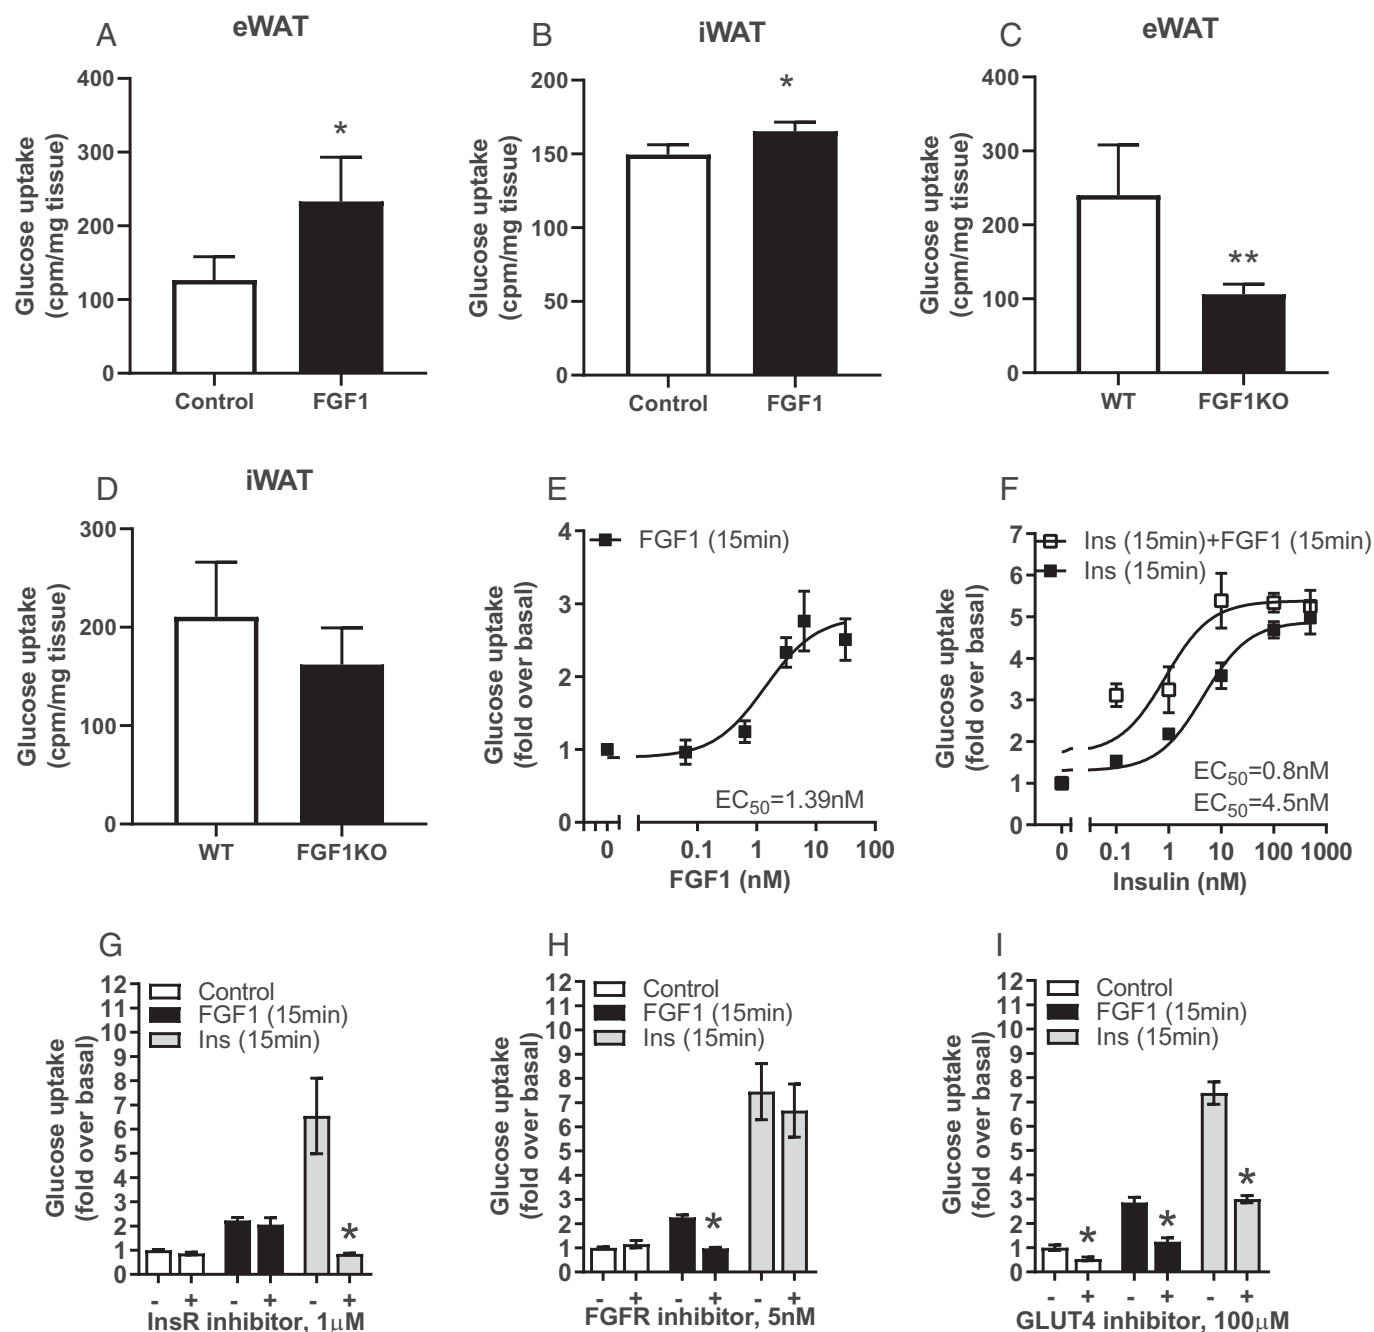 A
eWAT
400
300
200
100
0
Glucose uptake
(cpm/mg tissue)
*
Control
FGF1
B
iWAT
200
150
100
50
0
Glucose uptake
(cpm/mg tissue)
*
Control
FGF1
C
eWAT
400
300
200
100
0
Glucose uptake
(cpm/mg tissue)
**
WT
FGF1KO
D
iWAT
300
200
100
0
Glucose uptake
(cpm/mg tissue)
WT
FGF1KO
E
4
3
2
1
0
Glucose uptake
(fold over basal)
FGF1 (15min)
EC50=1.39nM
0 0.1 1 10 100
FGF1 (nM)
F
7
6
5
4
3
2
1
0
Glucose uptake
(fold over basal)
Ins (15min)+FGF1 (15min)
Ins (15min)
EC50=0.8nM
EC50=4.5nM
0 0.1 1 10 100 1000
Insulin (nM)
G
12
11
10
9
8
7
6
5
4
3
2
1
0
Glucose uptake
(fold over basal)
Control
FGF1 (15min)
Ins (15min)
*
- + - + - +
InsR inhibitor, 1μM
H
12
11
10
9
8
7
6
5
4
3
2
1
0
Glucose uptake
(fold over basal)
Control
FGF1 (15min)
Ins (15min)
*
- + - + - +
FGFR inhibitor, 5nM
I
12
11
10
9
8
7
6
5
4
3
2
1
0
Glucose uptake
(fold over basal)
Control
FGF1 (15min)
Ins (15min)
* * *
- + - + - +
GLUT4 inhibitor, 100μM